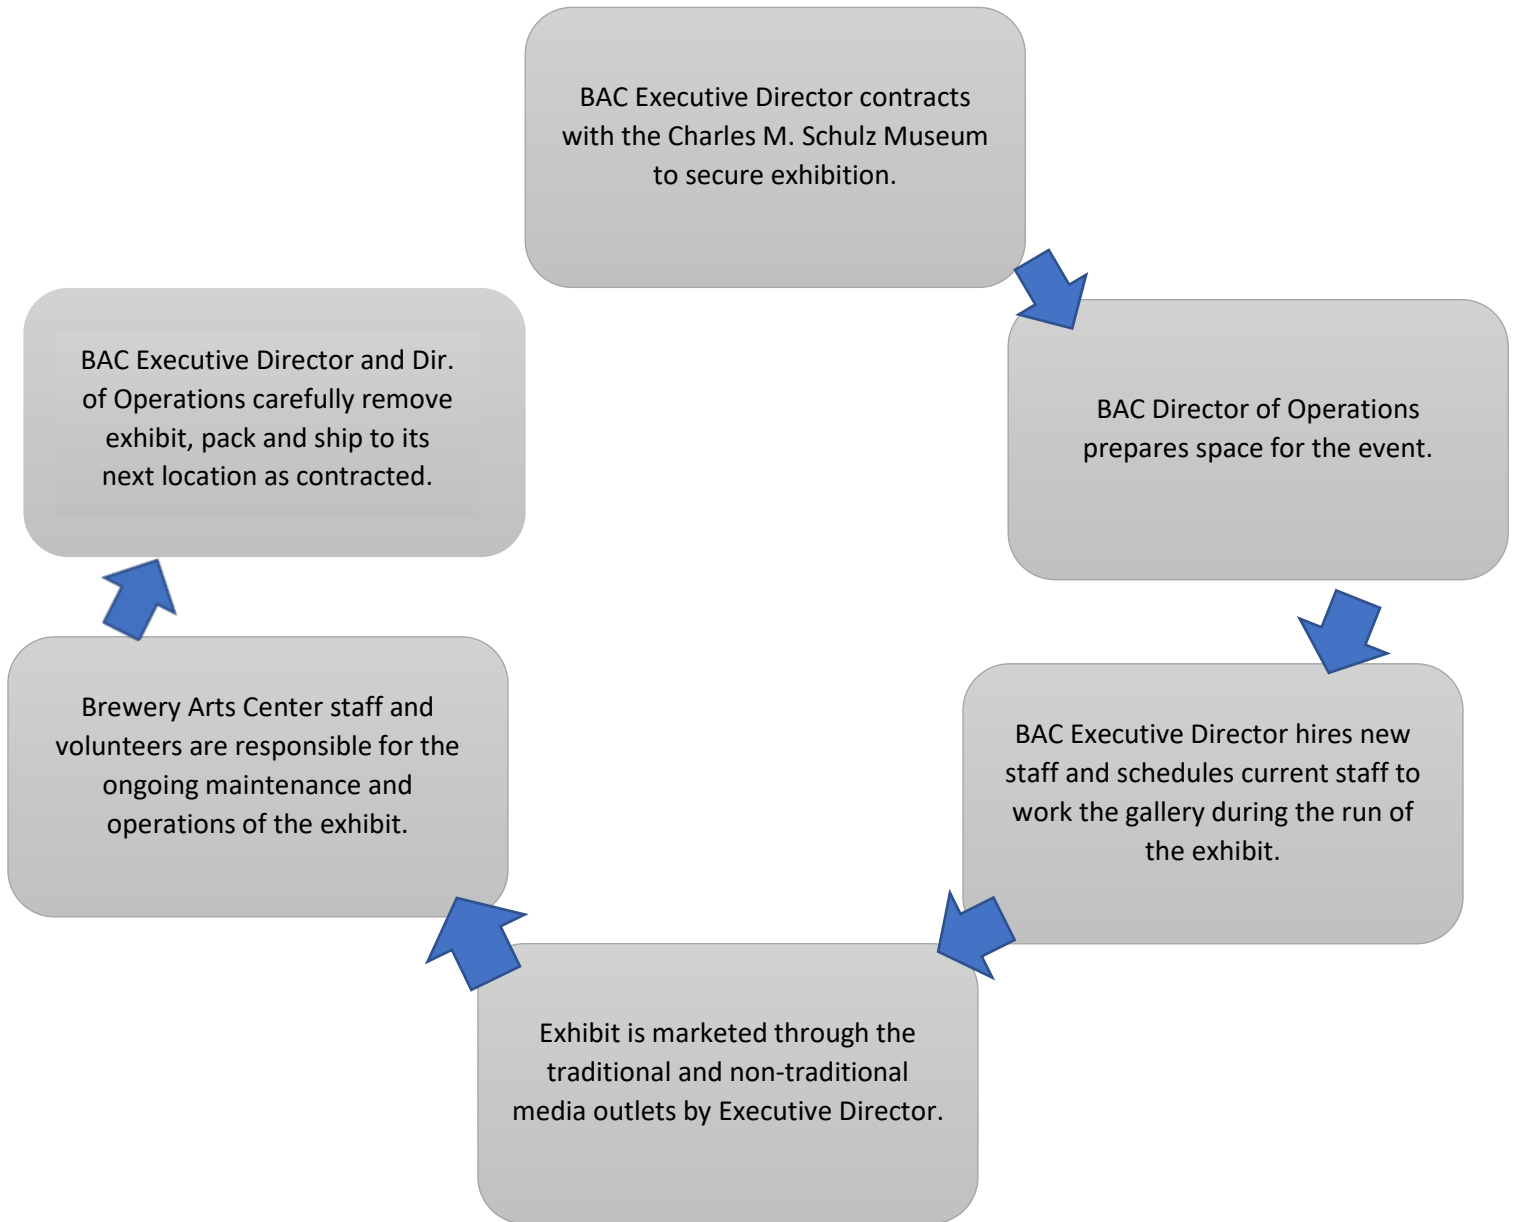 BAC Executive Director contracts
with the Charles M. Schulz Museum
to secure exhibition.
BAC Director of Operations
prepares space for the event.
BAC Executive Director hires new
staff and schedules current staff to
work the gallery during the run of
the exhibit.
Exhibit is marketed through the
traditional and non-traditional
media outlets by Executive Director.
Brewery Arts Center staff and
volunteers are responsible for the
ongoing maintenance and
operations of the exhibit.
BAC Executive Director and Dir.
of Operations carefully remove
exhibit, pack and ship to its
next location as contracted.